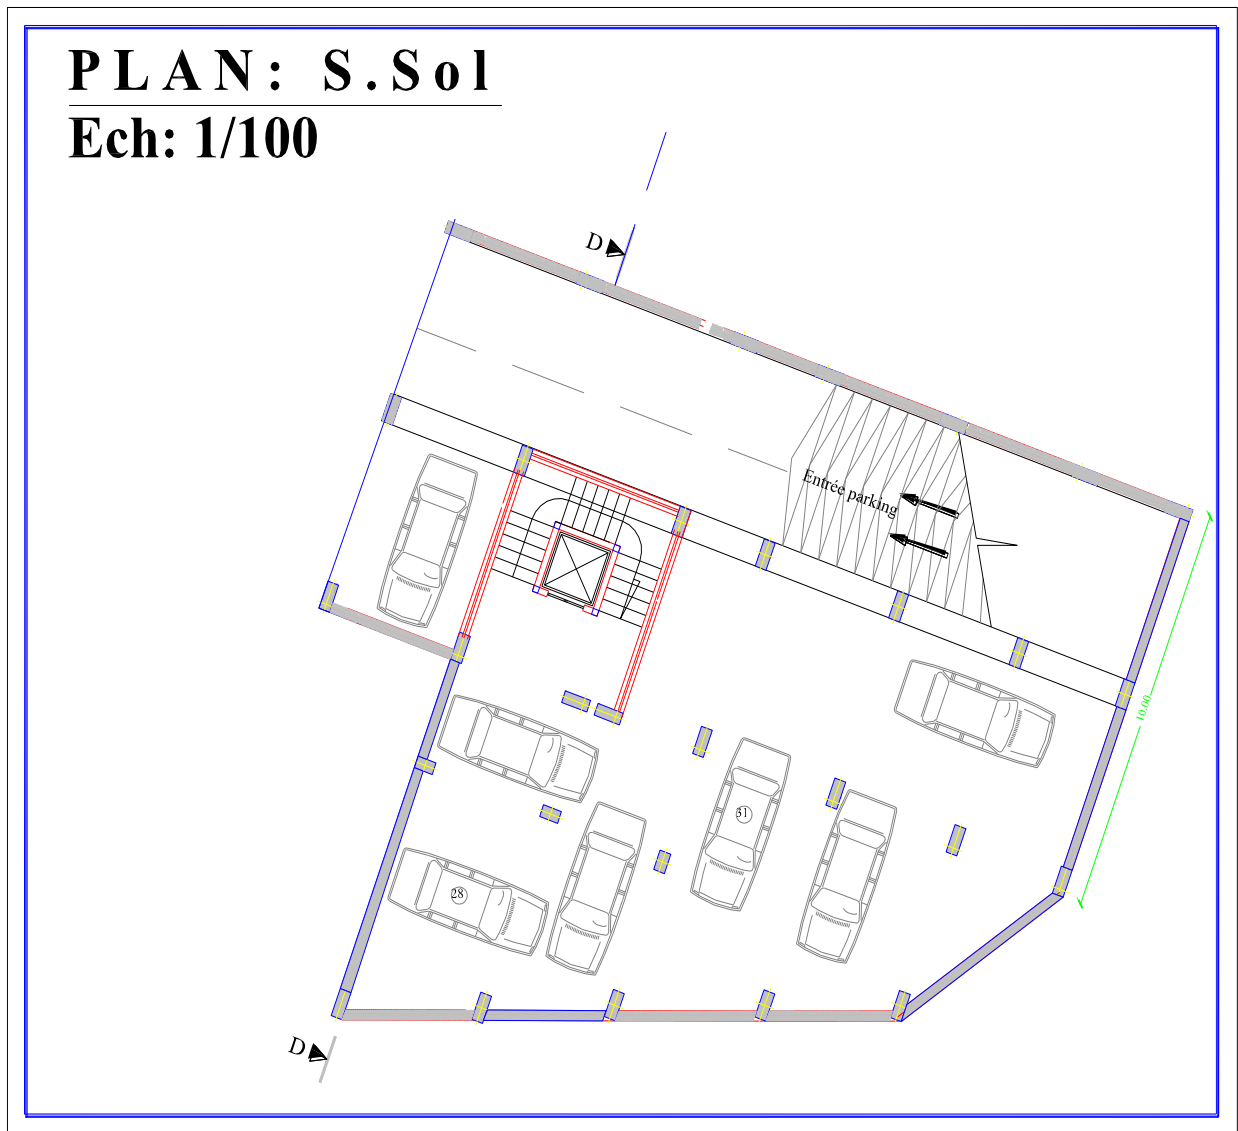 PLAN: S.Sol
Ech: 1/100
D
Entrée parking
10.00
31
28
D